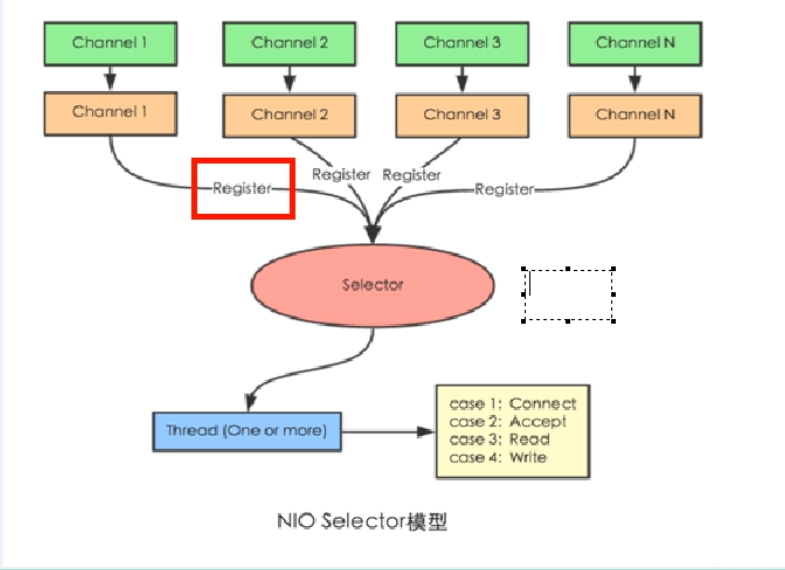 Channel 1
Channel 2
Channel 3
Channel N
Channel 1
Channel 2
Channel 3
Channel N
Register
Register
Register
Register
Selector
Thread (One or more)
case 1: Connect
case 2: Accept
case 3: Read
case 4: Write
NIO Selector模型